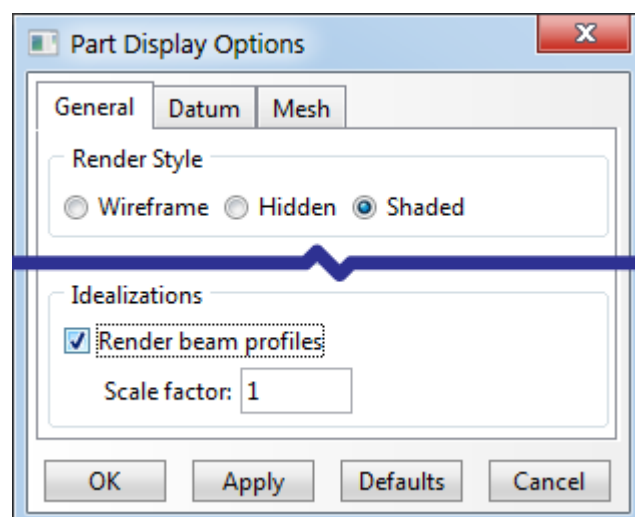 Part Display Options
General Datum Mesh
Render Style
Wireframe Hidden Shaded
Idealizations
Render beam profiles
Scale factor: 1
OK Apply Defaults Cancel